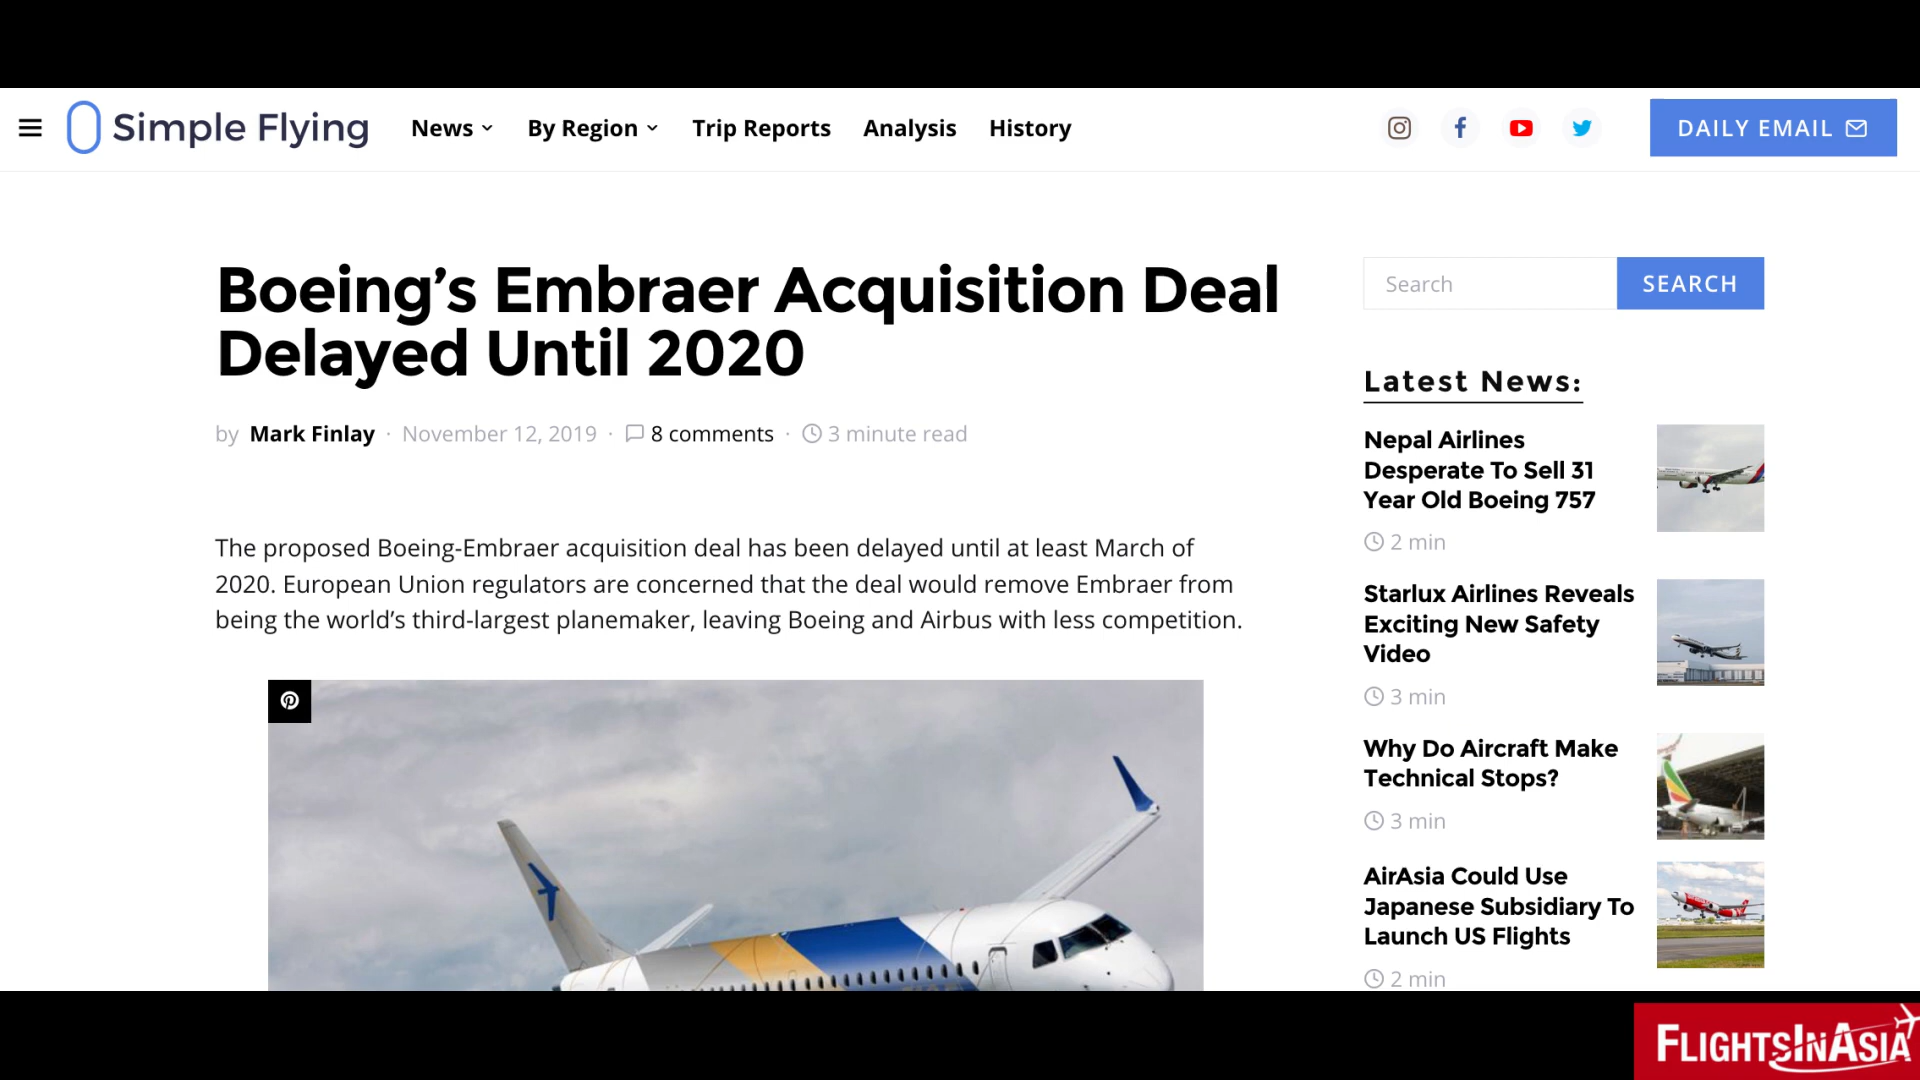 Simple Flying
News
By Region
Trip Reports
Analysis
History
DAILY EMAIL
Boeing’s Embraer Acquisition Deal
Delayed Until 2020
by Mark Finlay · November 12, 2019 · 8 comments · 3 minute read
The proposed Boeing-Embraer acquisition deal has been delayed until at least March of
2020. European Union regulators are concerned that the deal would remove Embraer from
being the world’s third-largest planemaker, leaving Boeing and Airbus with less competition.
Search
SEARCH
Latest News:
Nepal Airlines
Desperate To Sell 31
Year Old Boeing 757
2 min
Starlux Airlines Reveals
Exciting New Safety
Video
3 min
Why Do Aircraft Make
Technical Stops?
3 min
AirAsia Could Use
Japanese Subsidiary To
Launch US Flights
2 min
FLIGHTSINASIA